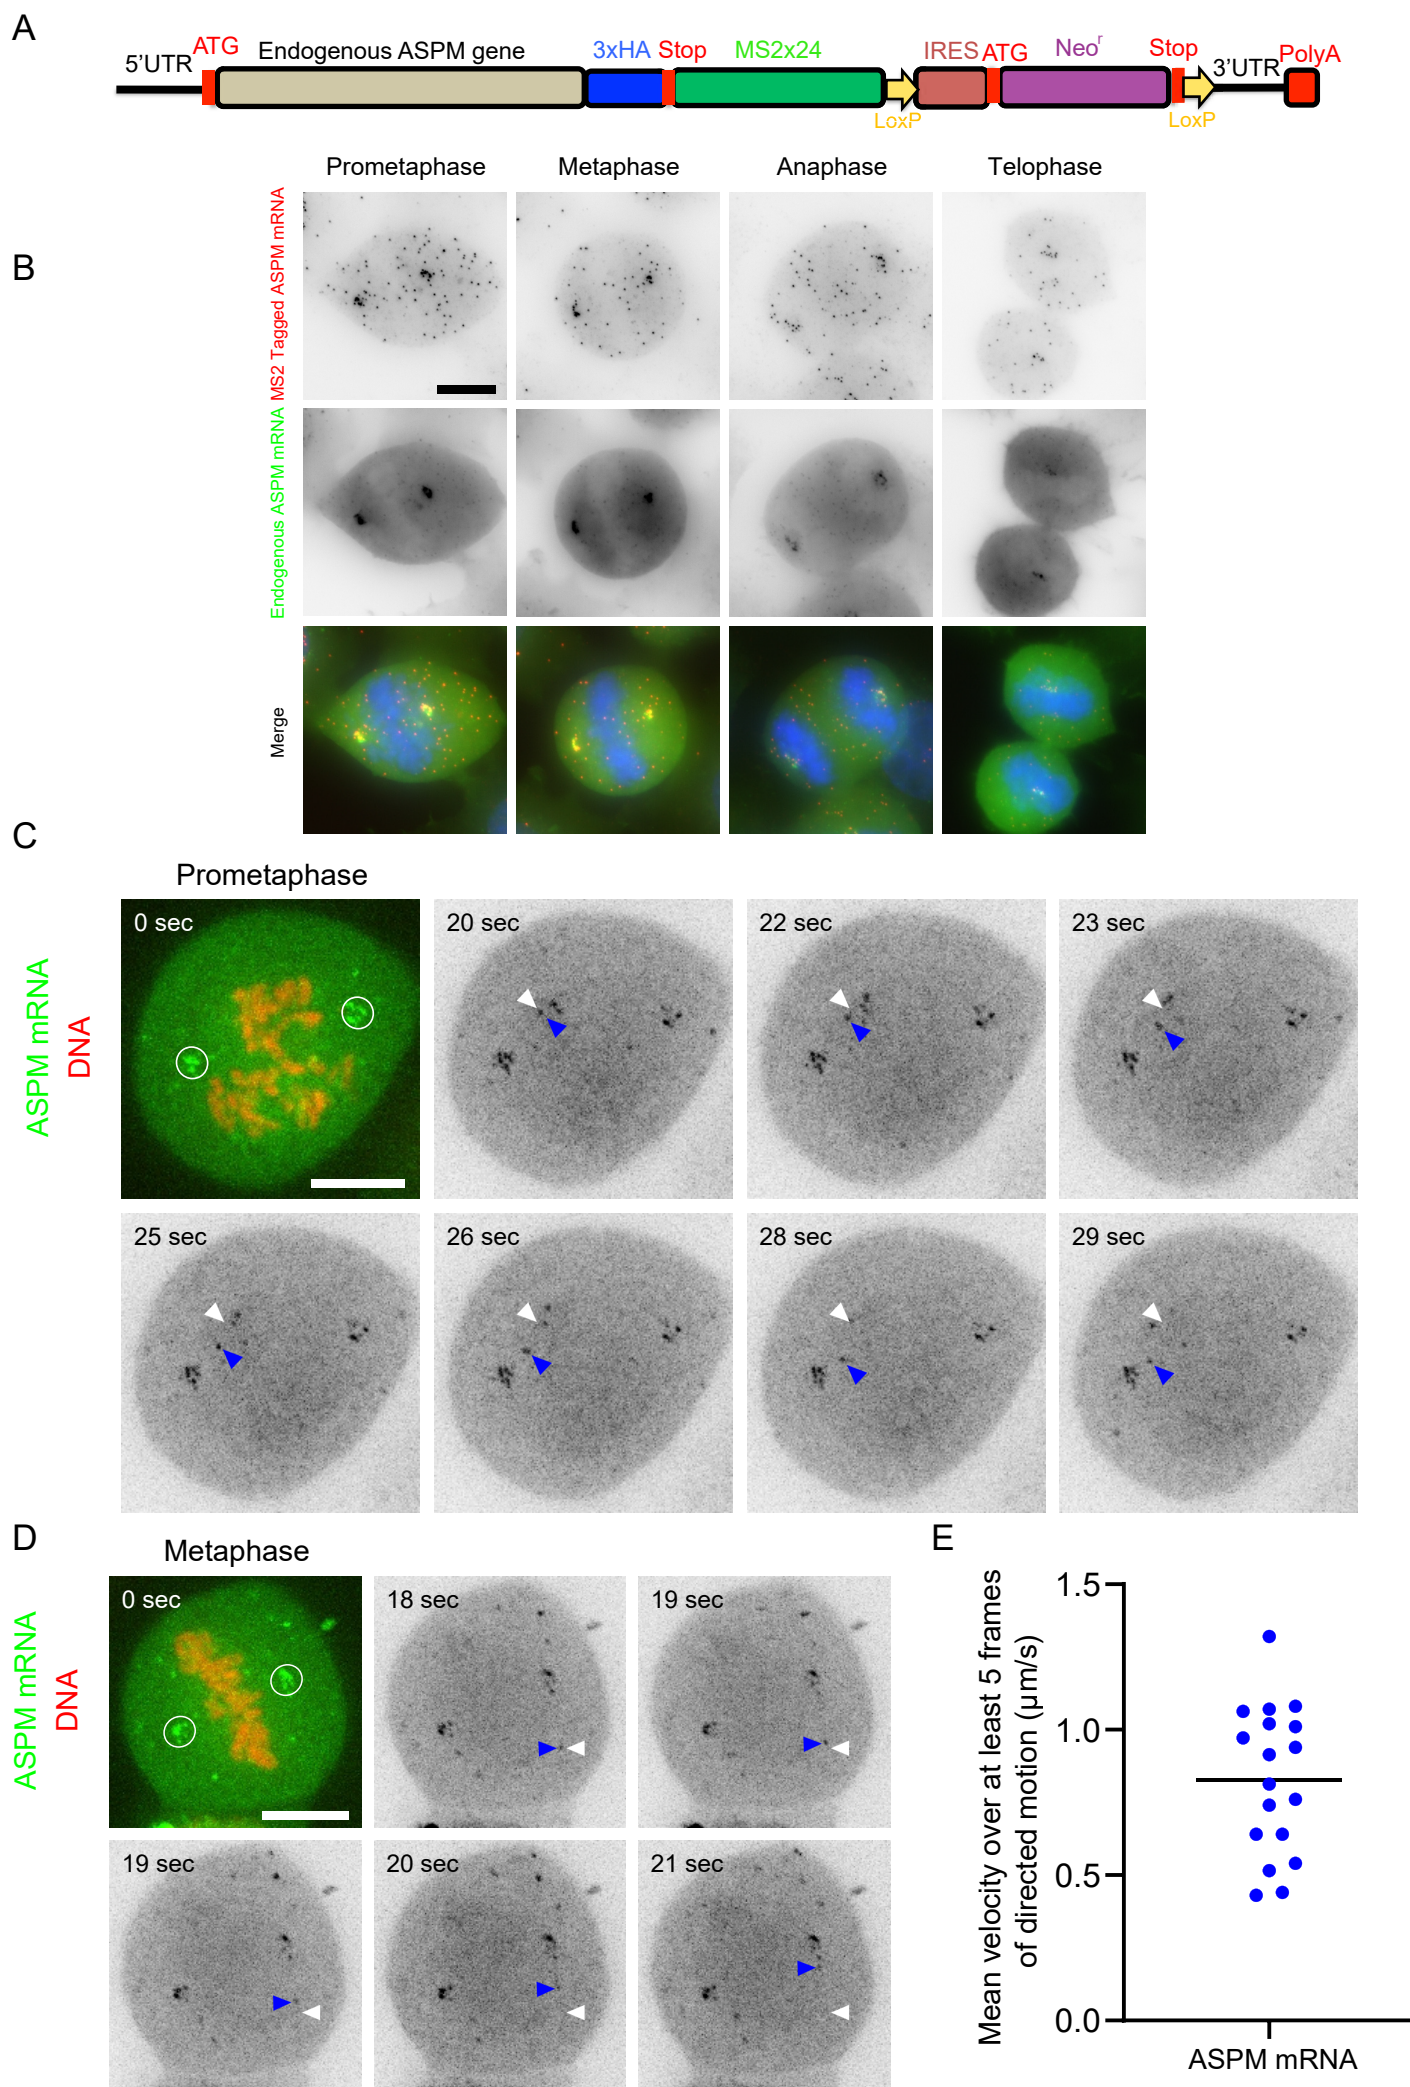 A
5'UTR
ATG
Endogenous ASPM gene
3xHA
Stop
MS2x24
LoxP
IRES
ATG
Neoʳ
Stop
LoxP
3'UTR
PolyA
B
Prometaphase
Metaphase
Anaphase
Telophase
MS2 Tagged ASPM mRNA
Endogenous ASPM mRNA
Merge
C
Prometaphase
ASPM mRNA
DNA
0 sec
20 sec
22 sec
23 sec
25 sec
26 sec
28 sec
29 sec
D
Metaphase
ASPM mRNA
DNA
0 sec
18 sec
19 sec
19 sec
20 sec
21 sec
E
Mean velocity over at least 5 frames
of directed motion (µm/s)
1.5
1.0
0.5
0.0
ASPM mRNA